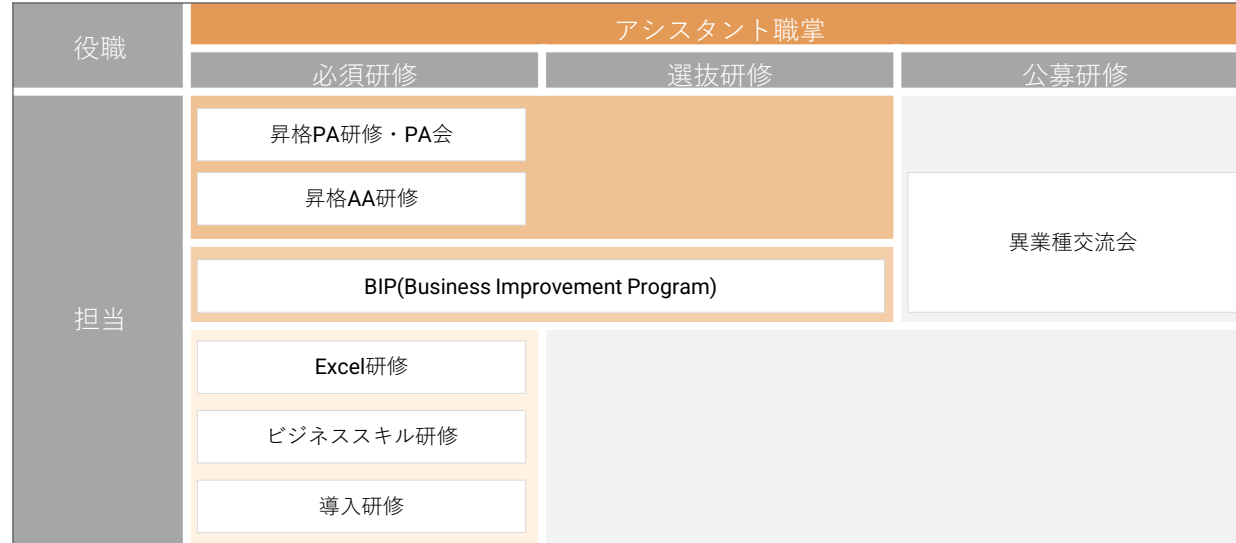 役職
アシスタント職掌
必須研修
選抜研修
公募研修
担当
昇格PA研修・PA会
昇格AA研修
異業種交流会
BIP(Business Improvement Program)
Excel研修
ビジネススキル研修
導入研修